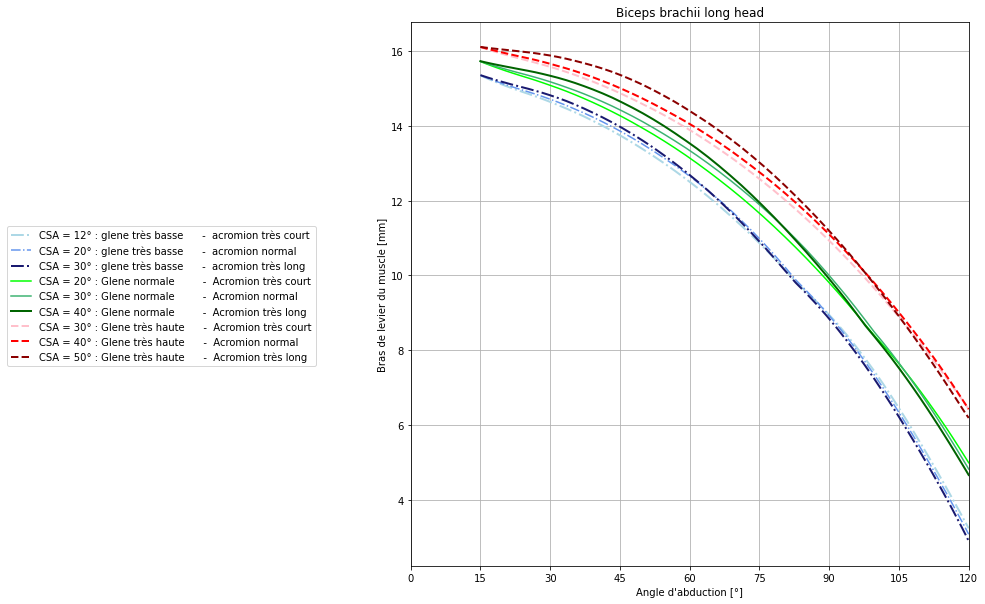 Biceps brachii long head
16
14
12
10
8
6
4
Bras de levier du muscle [mm]
0 15 30 45 60 75 90 105 120
Angle d'abduction [°]
CSA = 12° : glene très basse - acromion très court
CSA = 20° : glene très basse - acromion normal
CSA = 30° : glene très basse - acromion très long
CSA = 20° : Glene normale - Acromion très court
CSA = 30° : Glene normale - Acromion normal
CSA = 40° : Glene normale - Acromion très long
CSA = 30° : Glene très haute - Acromion très court
CSA = 40° : Glene très haute - Acromion normal
CSA = 50° : Glene très haute - Acromion très long